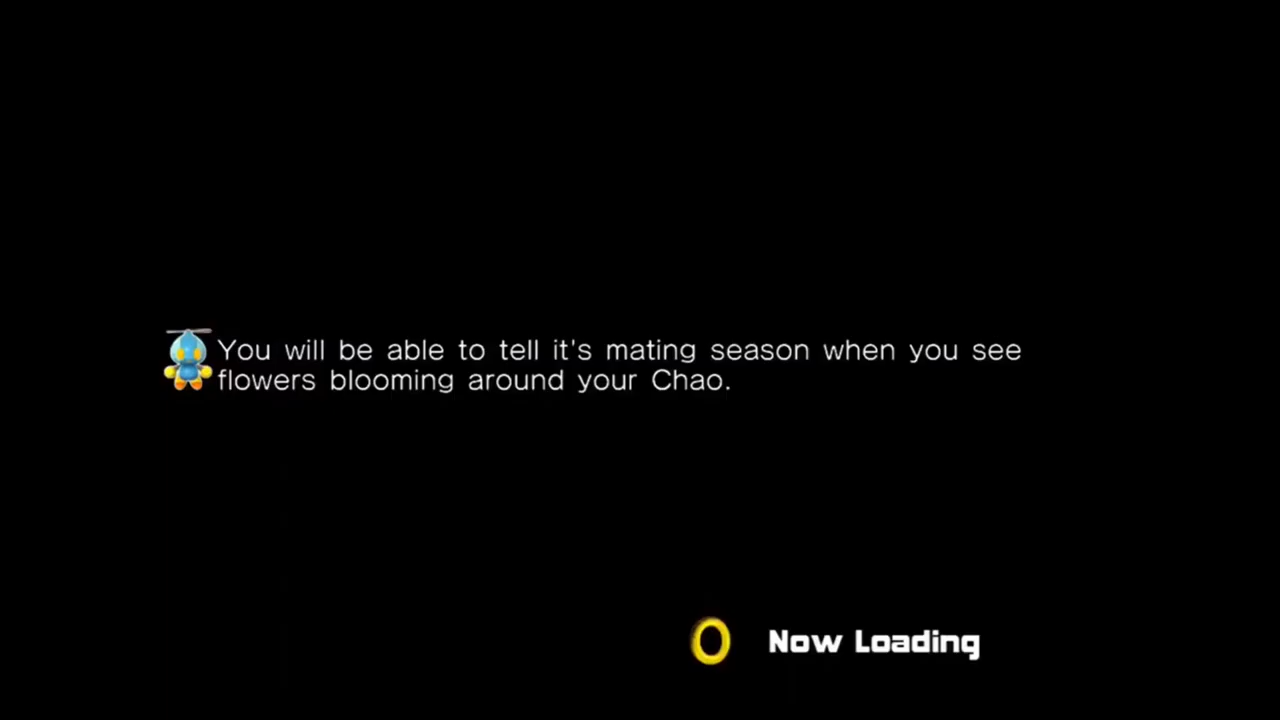 You will be able to tell it's mating season when you see
flowers blooming around your Chao.
Now Loading